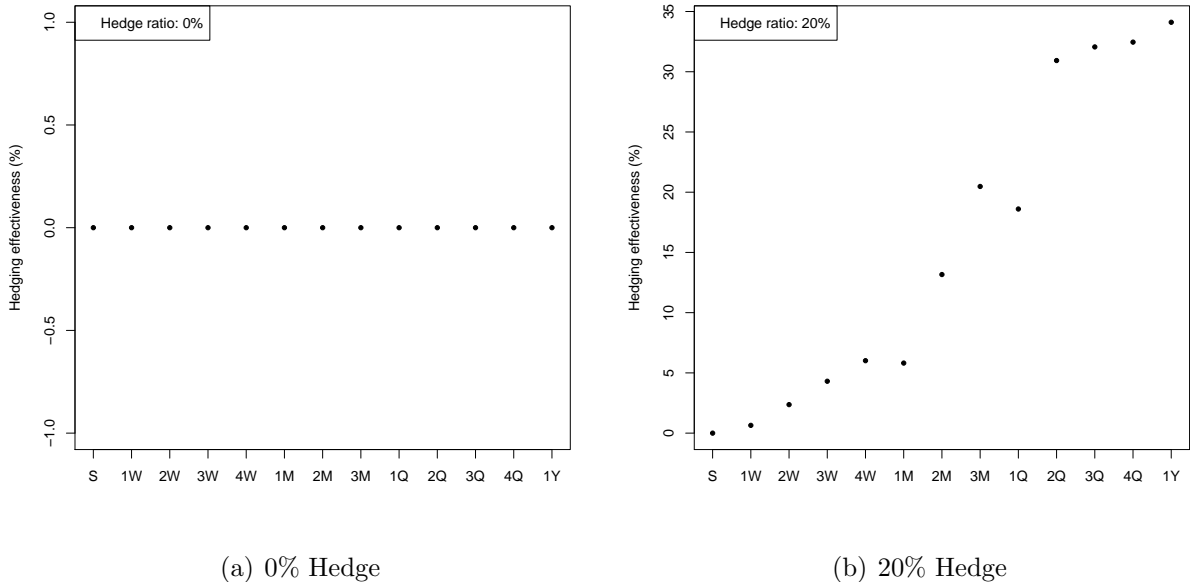 Hedge ratio: 0%
Hedging effectiveness (%)
1.0
0.5
0.0
−0.5
−1.0
S 1W 2W 3W 4W 1M 2M 3M 1Q 2Q 3Q 4Q 1Y
(a) 0% Hedge
Hedge ratio: 20%
Hedging effectiveness (%)
35
30
25
20
15
10
5
0
S 1W 2W 3W 4W 1M 2M 3M 1Q 2Q 3Q 4Q 1Y
(b) 20% Hedge